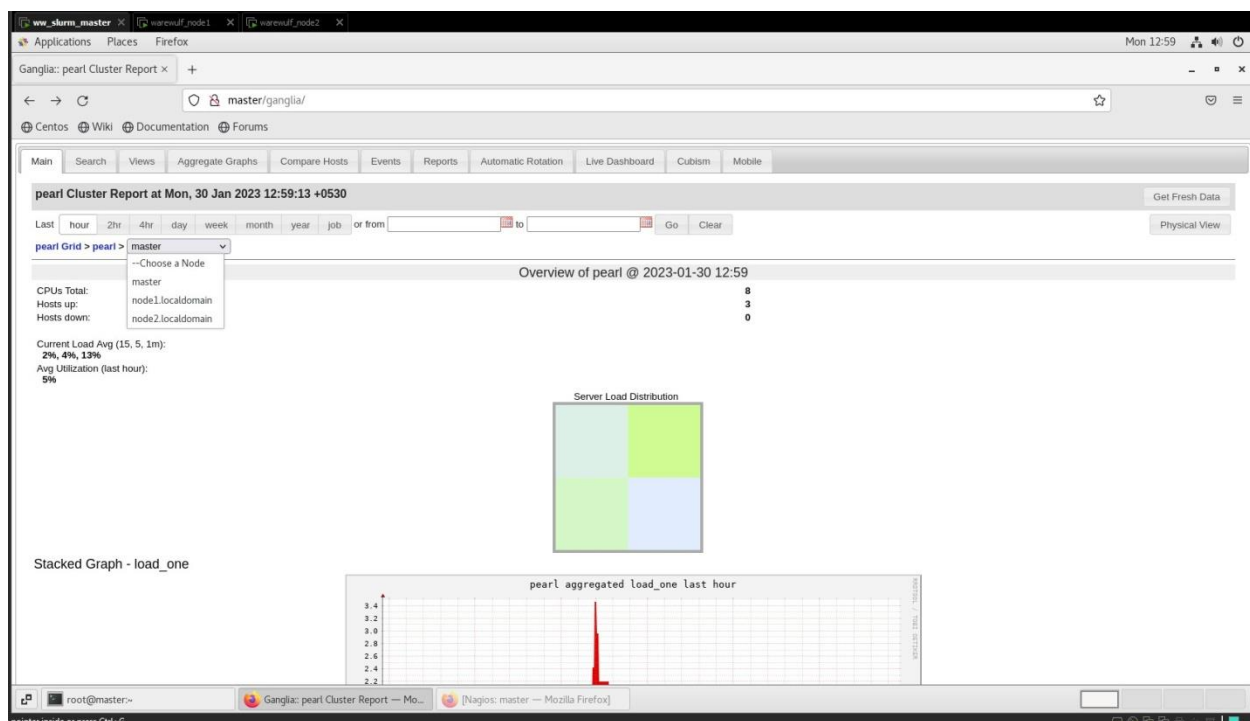 ww_slurm_master × warewulf_node1 × warewulf_node2 ×
Applications Places Firefox Mon 12:59
Ganglia:: pearl Cluster Report × +
master/ganglia/
Centos Wiki Documentation Forums
Main Search Views Aggregate Graphs Compare Hosts Events Reports Automatic Rotation Live Dashboard Cubism Mobile
pearl Cluster Report at Mon, 30 Jan 2023 12:59:13 +0530 Get Fresh Data
Last hour 2hr 4hr day week month year job or from to Go Clear Physical View
pearl Grid > pearl > master
--Choose a Node
master
node1.localdomain
node2.localdomain
Overview of pearl @ 2023-01-30 12:59
CPUs Total: 8
Hosts up: 3
Hosts down: 0
Current Load Avg (15, 5, 1m):
2%, 4%, 13%
Avg Utilization (last hour):
5%
Server Load Distribution
Stacked Graph - load_one
pearl aggregated load_one last hour
3.4
3.2
3.0
2.8
2.6
2.4
2.2
RRDTOOL / TOBI OETIKER
root@master:~ Ganglia:: pearl Cluster Report — Mo... [Nagios: master — Mozilla Firefox]